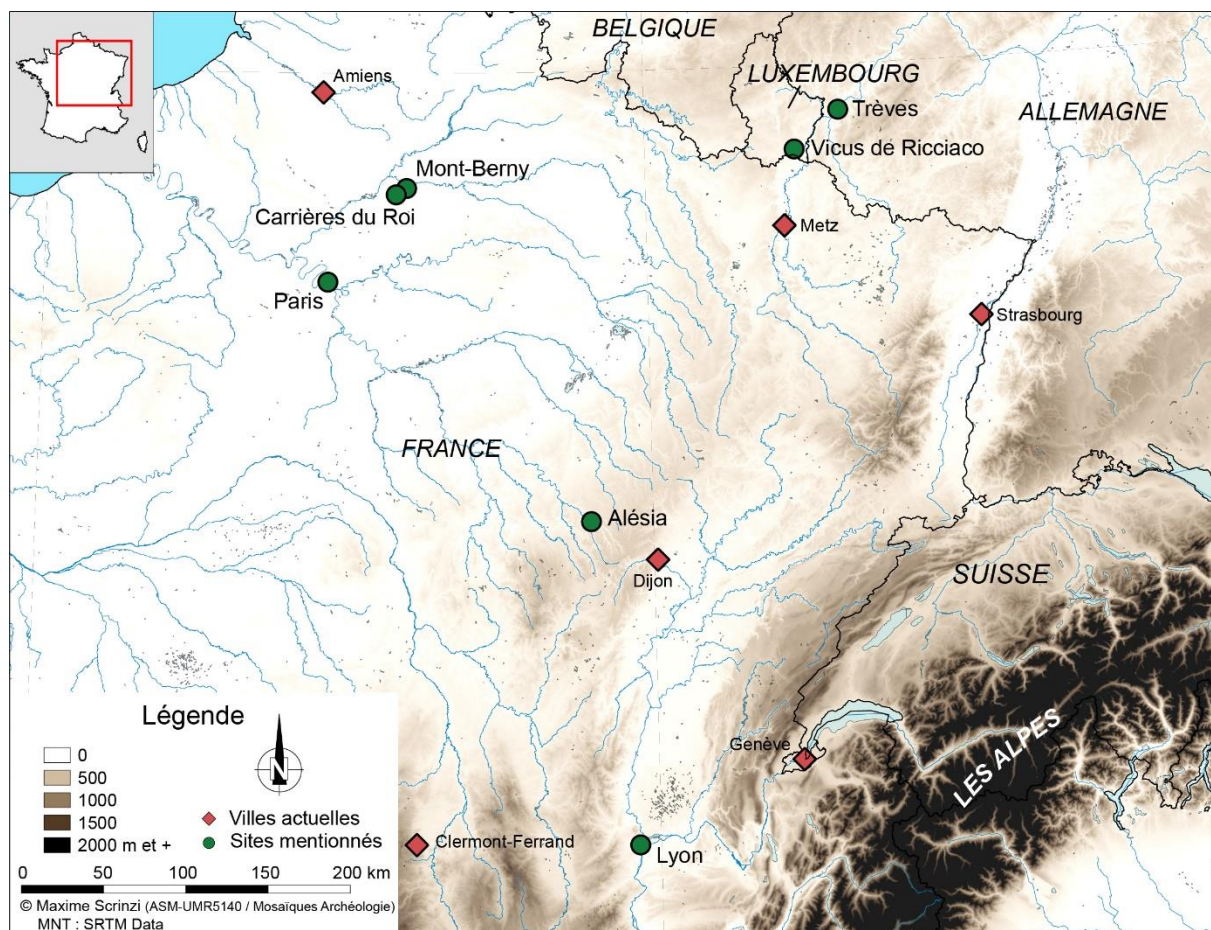 BELGIQUE
LUXEMBOURG
Amiens
Trèves
ALLEMAGNE
Vicus de Ricciaco
Mont-Berny
Carrières du Roi
Metz
Paris
Strasbourg
FRANCE
Alésia
Dijon
SUISSE
Genève
LES ALPES
Clermont-Ferrand
Lyon
Légende
0
500
1000
1500
2000 m et +
N
Villes actuelles
Sites mentionnés
0 50 100 150 200 km
© Maxime Scrinzi (ASM-UMR5140 / Mosaïques Archéologie)
MNT : SRTM Data